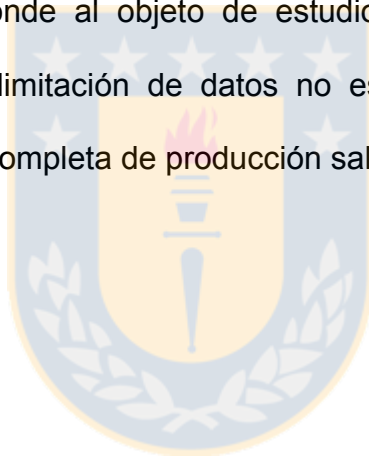 onde al objeto de estudio
limitación de datos no es
ompleta de producción sal